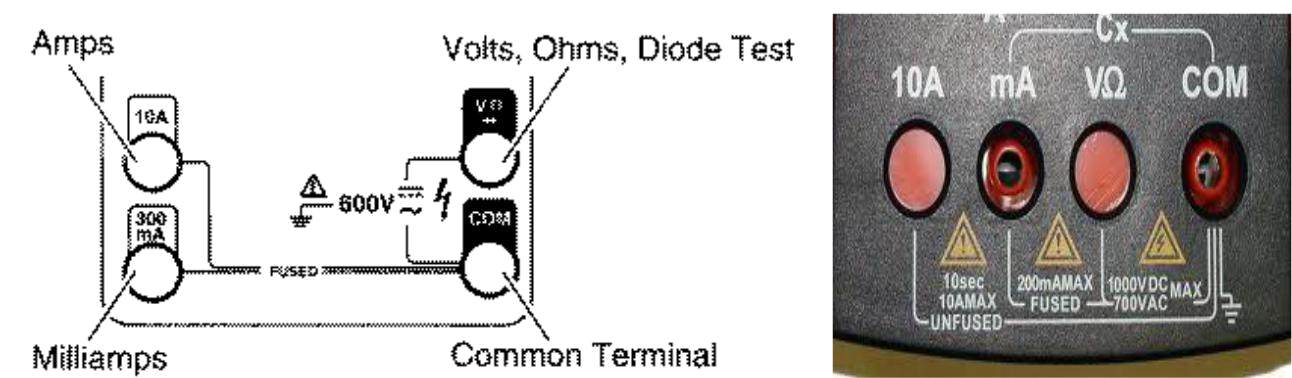 Amps
Volts, Ohms, Diode Test
10A
VΩ
600V
300
mA
COM
FUSED
Milliamps
Common Terminal
Cx
10A mA VΩ COM
10sec
10AMAX
UNFUSED
200mAMAX
FUSED
1000VDC
700VAC
MAX